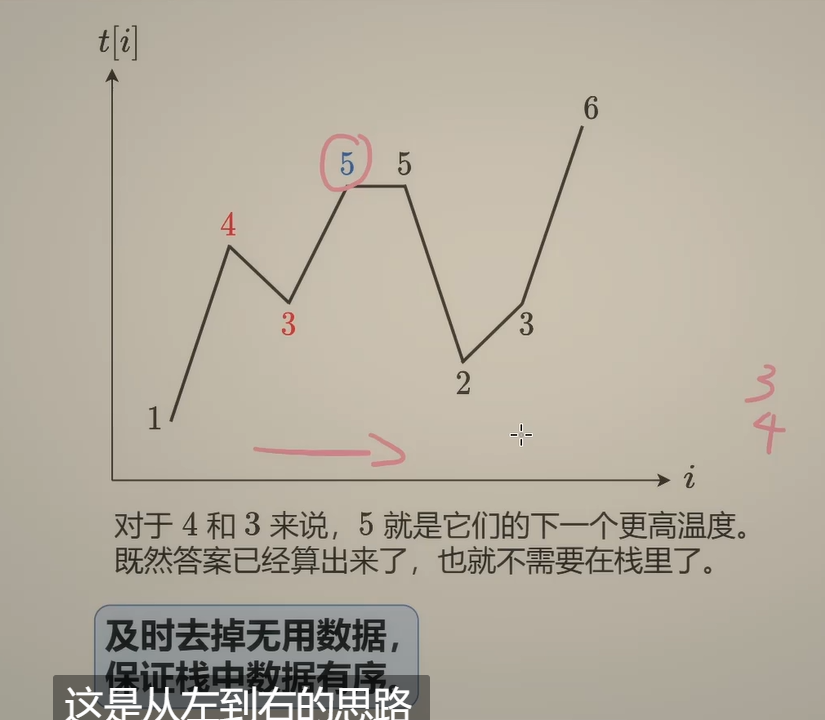 t[i]
6
5 5
4
3
3
1
2
3
4
i
对于 4 和 3 来说，5 就是它们的下一个更高温度。
既然答案已经算出来了，也就不需要在栈里了。
及时去掉无用数据，
保证栈中数据有序。
这是从左到右的思路